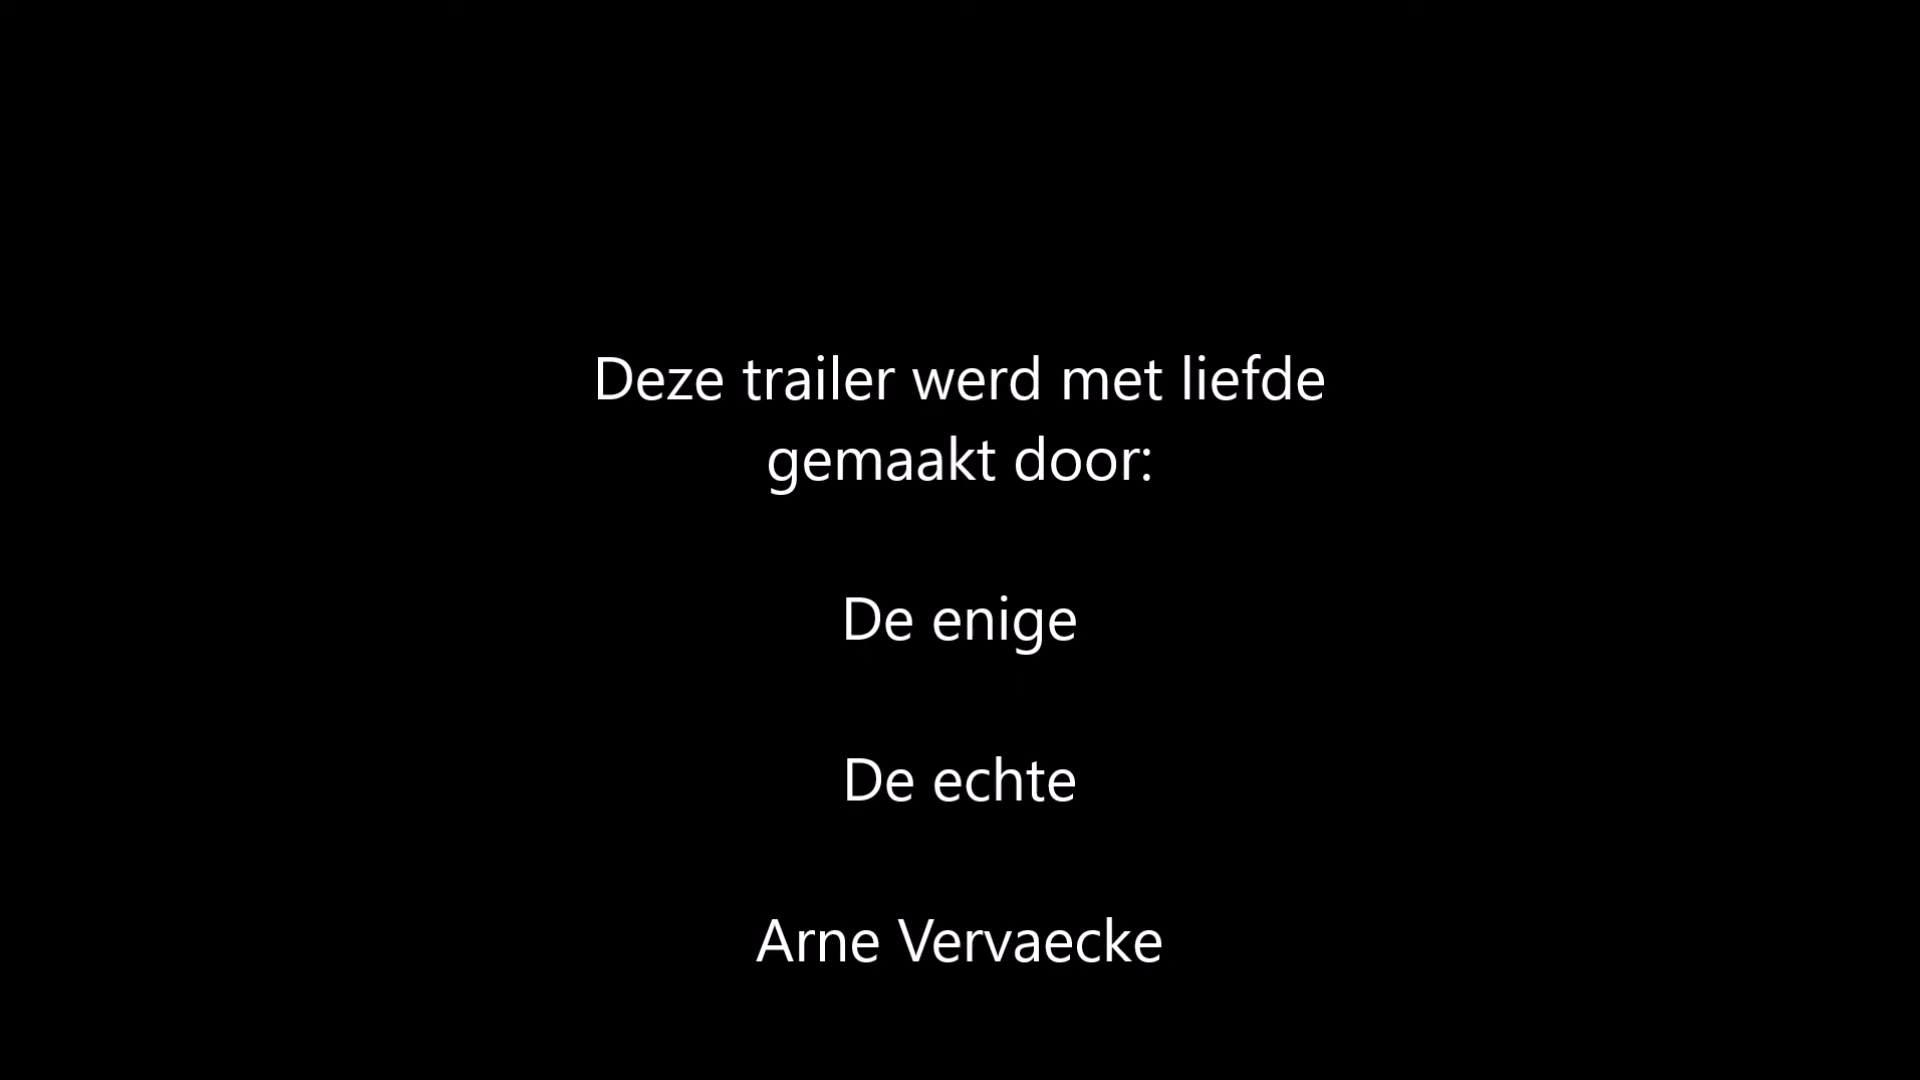 Deze trailer werd met liefde
gemaakt door:
De enige
De echte
Arne Vervaecke